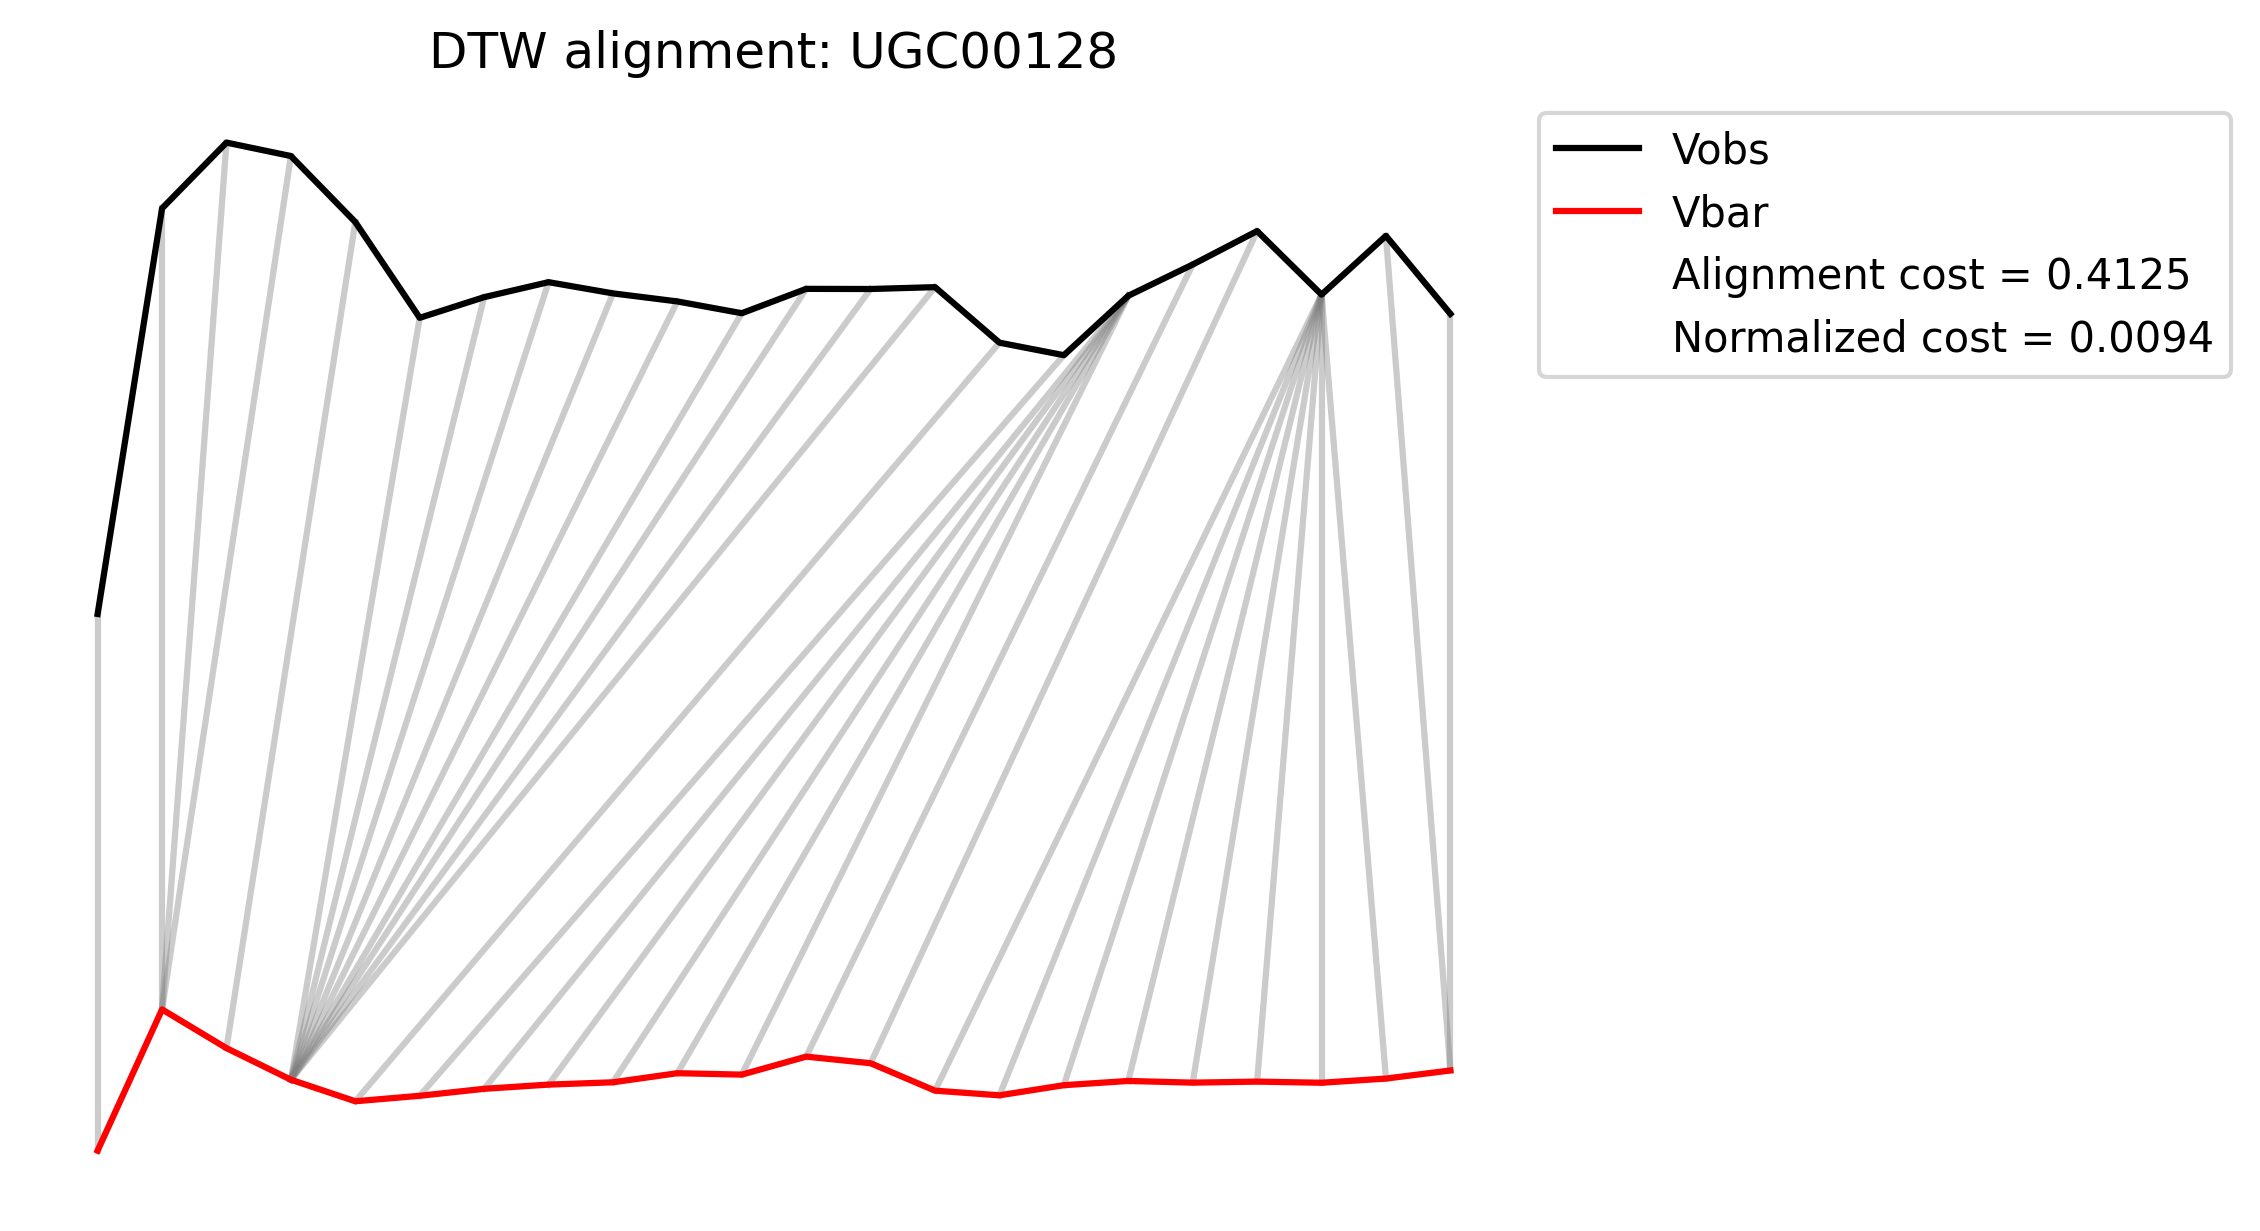 DTW alignment: UGC00128
Vobs
Vbar
Alignment cost = 0.4125
Normalized cost = 0.0094